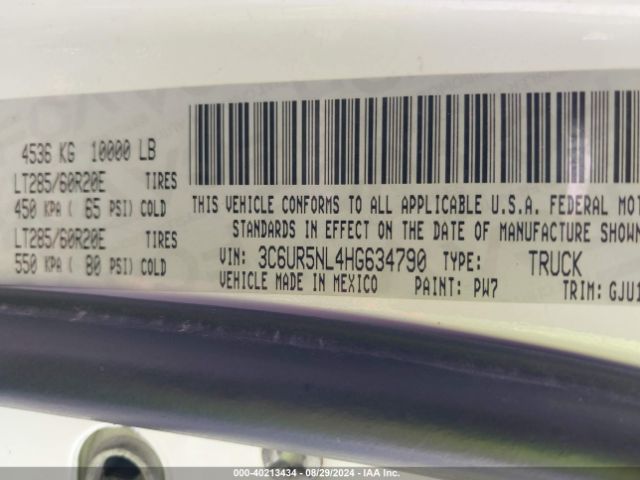 4536 KG 10000 LB
LT285/60R20E TIRES
450 KPA ( 65 PSI) COLD
LT285/60R20E TIRES
550 KPA ( 80 PSI) COLD
THIS VEHICLE CONFORMS TO ALL APPLICABLE U.S.A. FEDERAL MOT
STANDARDS IN EFFECT ON THE DATE OF MANUFACTURE SHOWN
VIN: 3C6UR5NL4HG634790 TYPE: TRUCK
VEHICLE MADE IN MEXICO PAINT: PW7 TRIM: GJU1
000-40213434 - 08/29/2024 - IAA Inc.